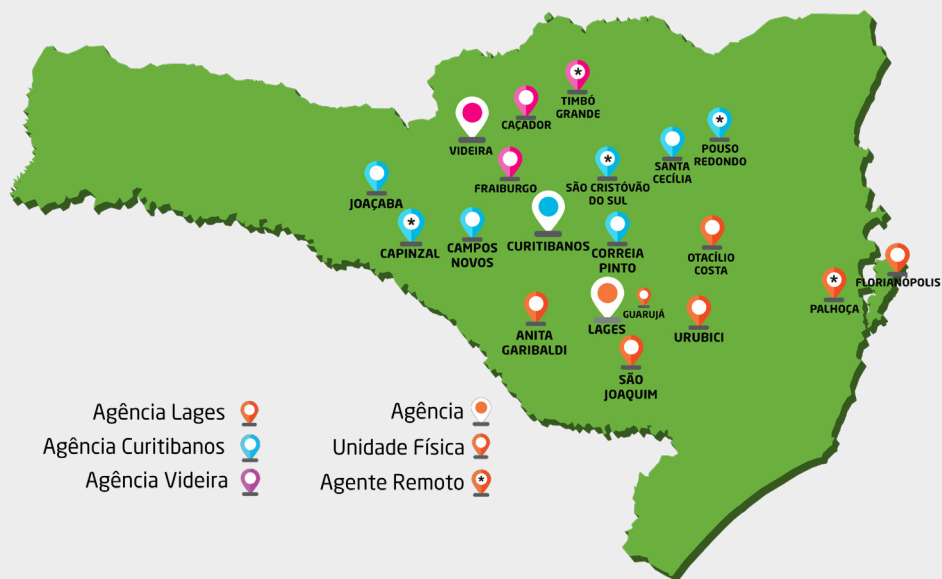 TIMBÓ
GRANDE
CAÇADOR
VIDEIRA
POUSO
REDONDO
SANTA
CECÍLIA
FRAIBURGO
SÃO CRISTÓVÃO
DO SUL
JOAÇABA
CAPINZAL
CAMPOS
NOVOS
CURITIBANOS
CORREIA
PINTO
OTACÍLIO
COSTA
FLORIANÓPOLIS
PALHOÇA
GUARUJÁ
LAGES
ANITA
GARIBALDI
URUBICI
SÃO
JOAQUIM
Agência Lages
Agência Curitibanos
Agência Videira
Agência
Unidade Física
Agente Remoto